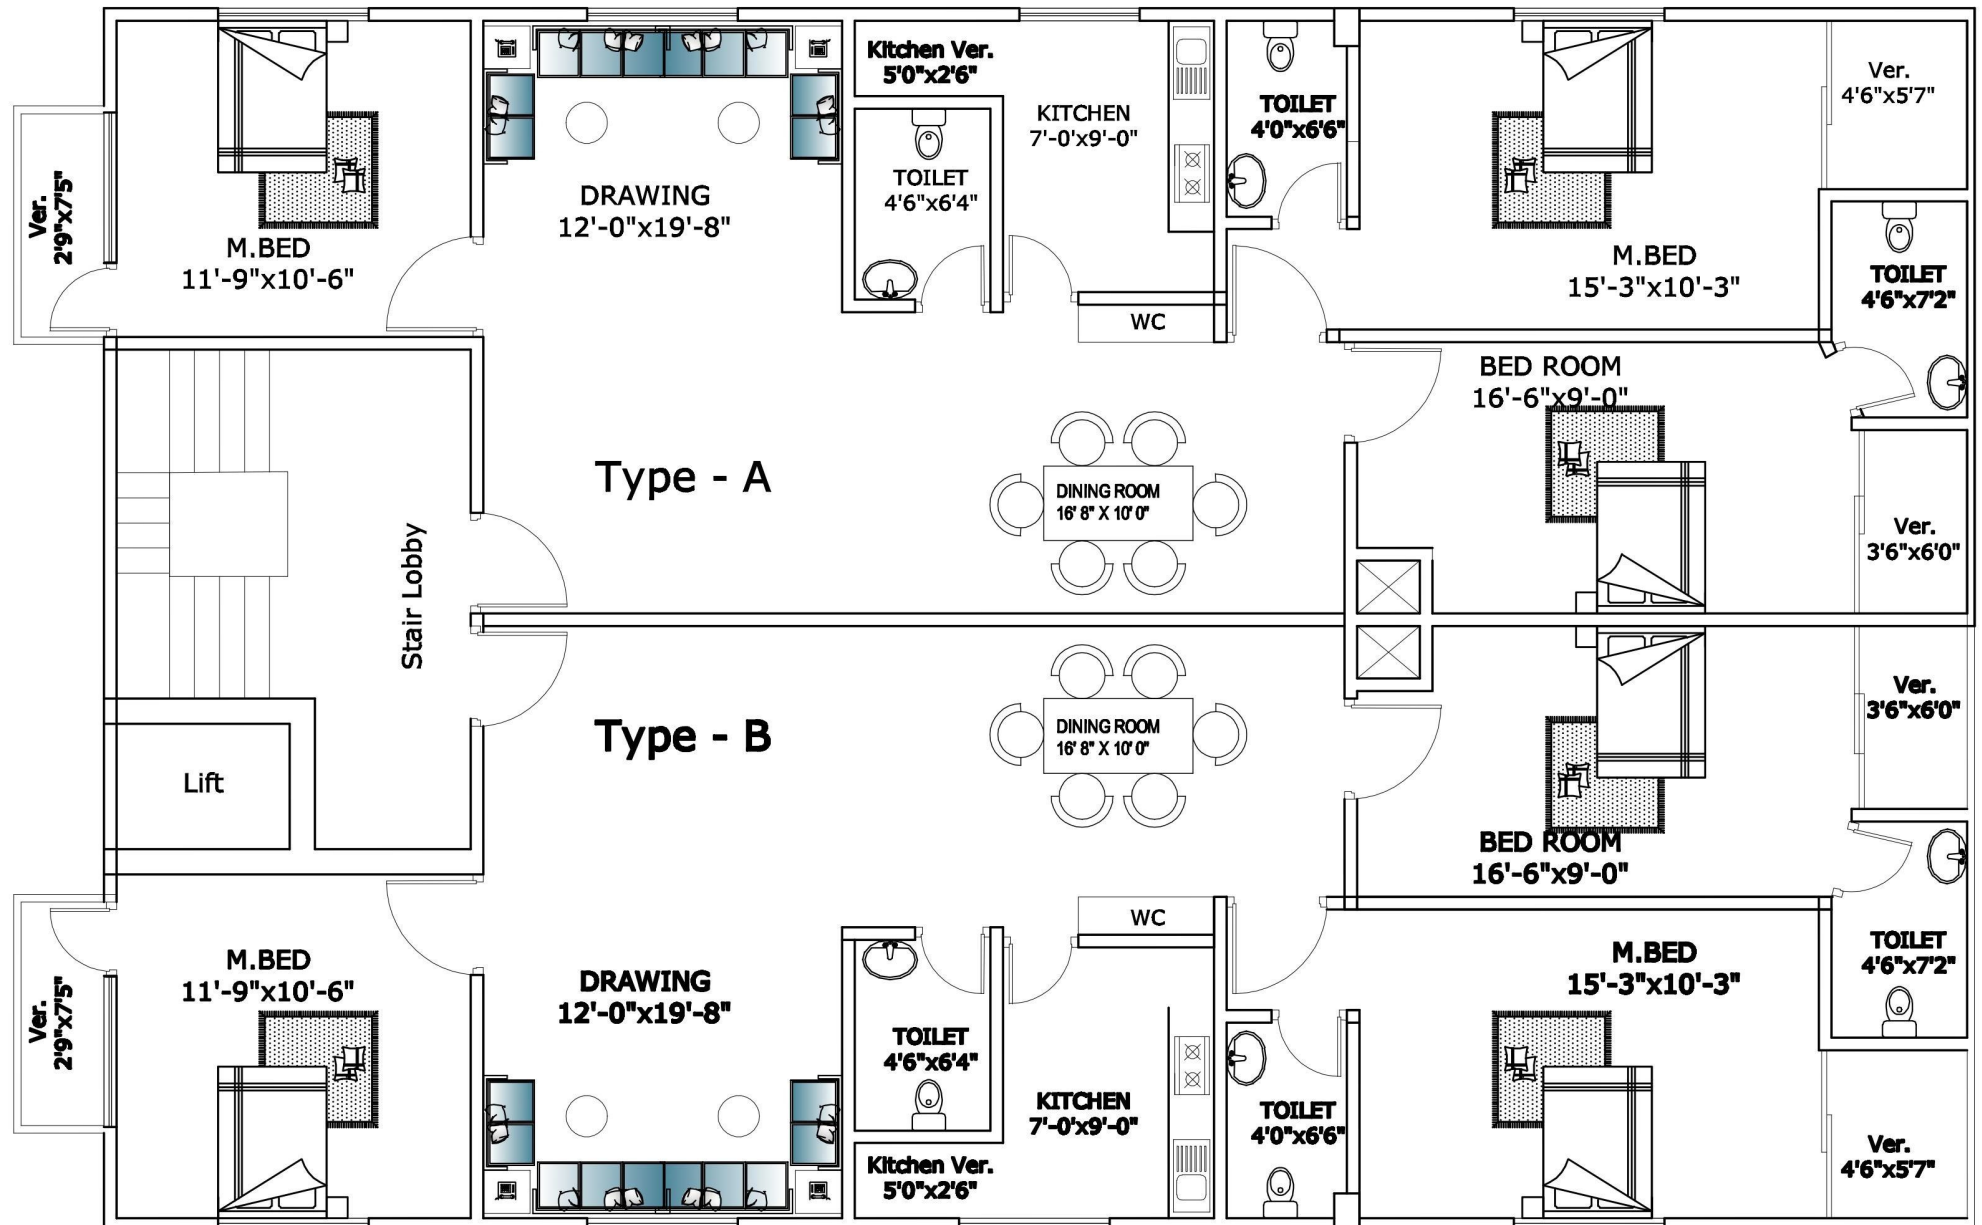 Kitchen Ver.
5'0"x2'6"
KITCHEN
7'-0'x9'-0"
TOILET
4'0"x6'6"
Ver.
4'6"x5'7"
Ver.
2'9"x7'5"
M.BED
11'-9"x10'-6"
DRAWING
12'-0"x19'-8"
TOILET
4'6"x6'4"
M.BED
15'-3"x10'-3"
TOILET
4'6"x7'2"
WC
BED ROOM
16'-6"x9'-0"
Type - A
DINING ROOM
16' 8" X 10' 0"
Ver.
3'6"x6'0"
Stair Lobby
Type - B
DINING ROOM
16' 8" X 10' 0"
Ver.
3'6"x6'0"
Lift
BED ROOM
16'-6"x9'-0"
WC
M.BED
11'-9"x10'-6"
Ver.
2'9"x7'5"
DRAWING
12'-0"x19'-8"
TOILET
4'6"x6'4"
M.BED
15'-3"x10'-3"
TOILET
4'6"x7'2"
KITCHEN
7'-0'x9'-0"
TOILET
4'0"x6'6"
Kitchen Ver.
5'0"x2'6"
Ver.
4'6"x5'7"